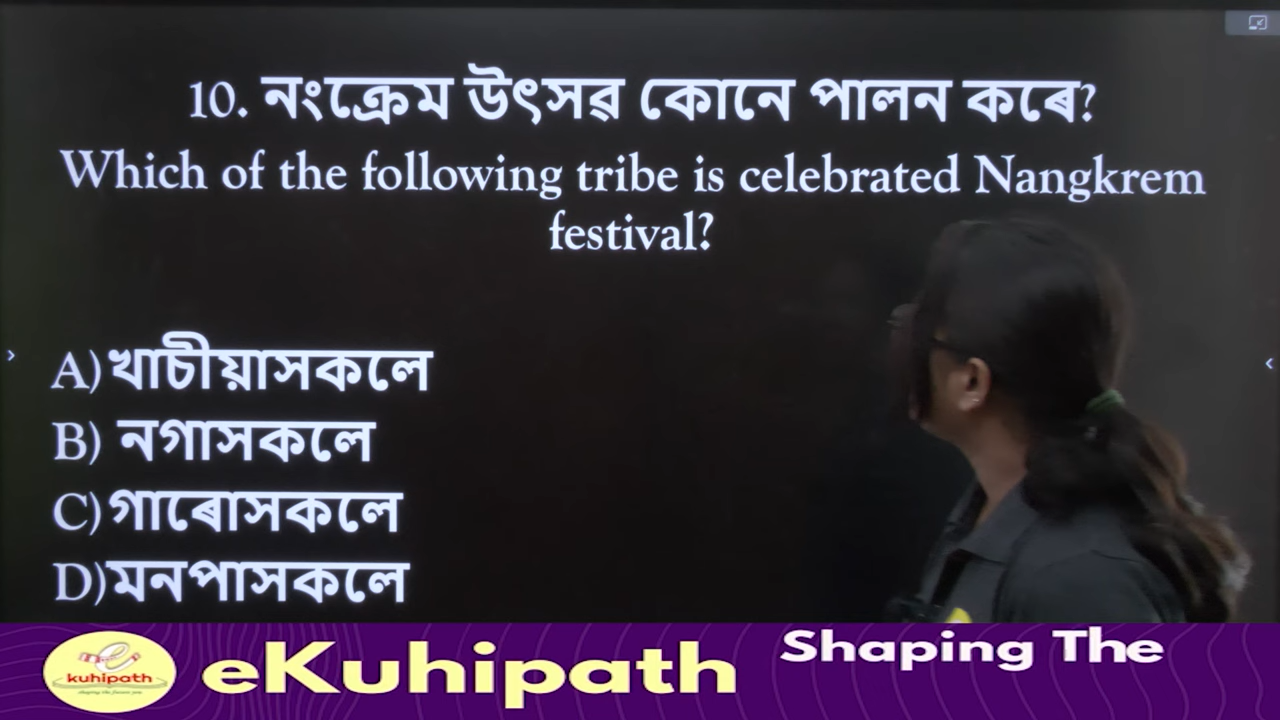 10. নংক্ৰেম উৎসৱ কোনে পালন কৰে?
Which of the following tribe is celebrated Nangkrem
festival?
A)খাচীয়াসকলে
B) নগাসকলে
C)গাৰোসকলে
D)মনপাসকলে
kuhipath
eKuhipath
Shaping The